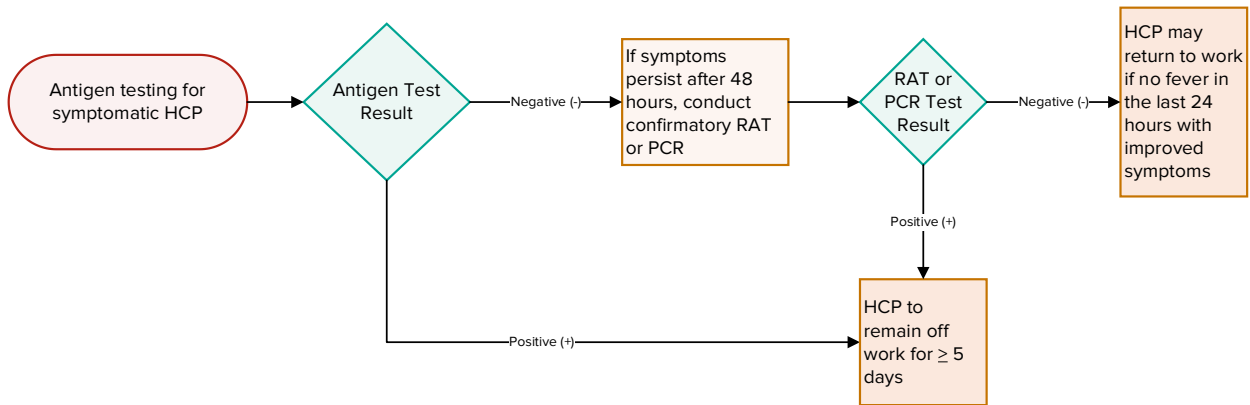 Antigen testing for
symptomatic HCP
Antigen Test
Result
Negative (-)
If symptoms
persist after 48
hours, conduct
confirmatory RAT
or PCR
RAT or
PCR Test
Result
Negative (-)
HCP may
return to work
if no fever in
the last 24
hours with
improved
symptoms
Positive (+)
Positive (+)
HCP to
remain off
work for ≥ 5
days